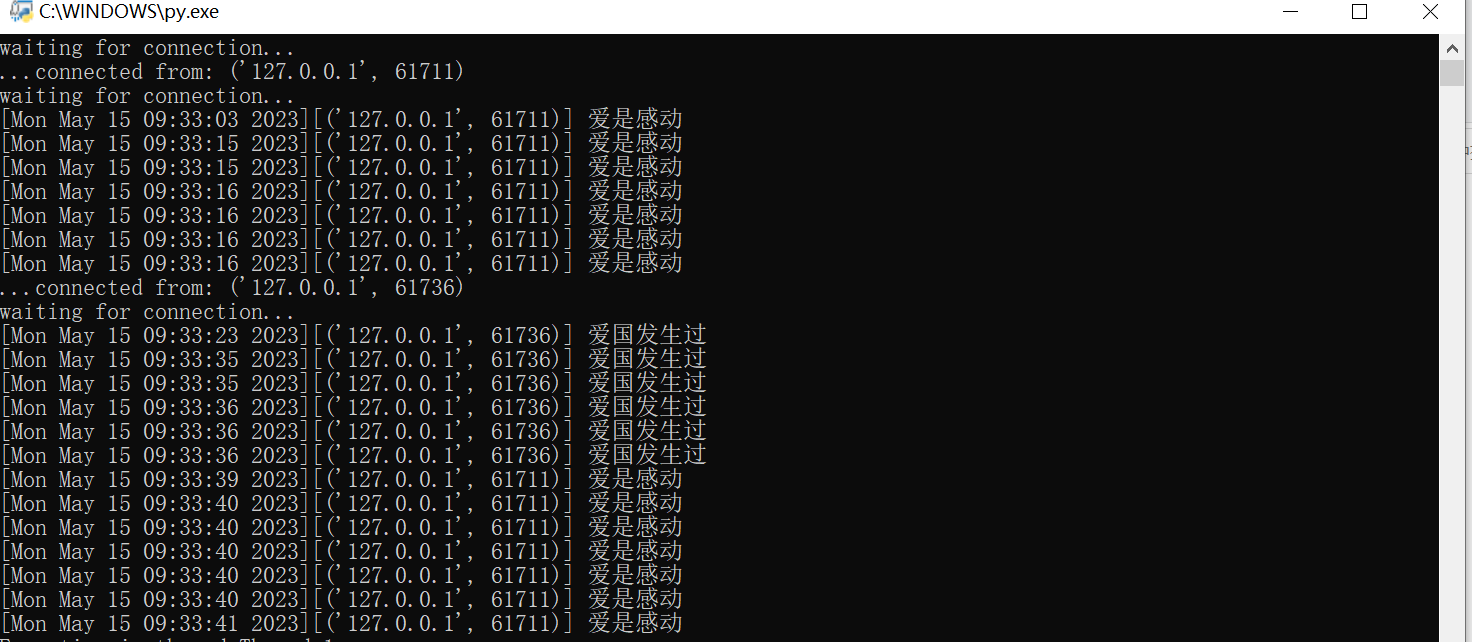 C:\WINDOWS\py.exe
waiting for connection...
...connected from: ('127.0.0.1', 61711)
waiting for connection...
[Mon May 15 09:33:03 2023][('127.0.0.1', 61711)] 爱是感动
[Mon May 15 09:33:15 2023][('127.0.0.1', 61711)] 爱是感动
[Mon May 15 09:33:15 2023][('127.0.0.1', 61711)] 爱是感动
[Mon May 15 09:33:16 2023][('127.0.0.1', 61711)] 爱是感动
[Mon May 15 09:33:16 2023][('127.0.0.1', 61711)] 爱是感动
[Mon May 15 09:33:16 2023][('127.0.0.1', 61711)] 爱是感动
[Mon May 15 09:33:16 2023][('127.0.0.1', 61711)] 爱是感动
...connected from: ('127.0.0.1', 61736)
waiting for connection...
[Mon May 15 09:33:23 2023][('127.0.0.1', 61736)] 爱国发生过
[Mon May 15 09:33:35 2023][('127.0.0.1', 61736)] 爱国发生过
[Mon May 15 09:33:35 2023][('127.0.0.1', 61736)] 爱国发生过
[Mon May 15 09:33:36 2023][('127.0.0.1', 61736)] 爱国发生过
[Mon May 15 09:33:36 2023][('127.0.0.1', 61736)] 爱国发生过
[Mon May 15 09:33:36 2023][('127.0.0.1', 61736)] 爱国发生过
[Mon May 15 09:33:39 2023][('127.0.0.1', 61711)] 爱是感动
[Mon May 15 09:33:40 2023][('127.0.0.1', 61711)] 爱是感动
[Mon May 15 09:33:40 2023][('127.0.0.1', 61711)] 爱是感动
[Mon May 15 09:33:40 2023][('127.0.0.1', 61711)] 爱是感动
[Mon May 15 09:33:40 2023][('127.0.0.1', 61711)] 爱是感动
[Mon May 15 09:33:40 2023][('127.0.0.1', 61711)] 爱是感动
[Mon May 15 09:33:41 2023][('127.0.0.1', 61711)] 爱是感动